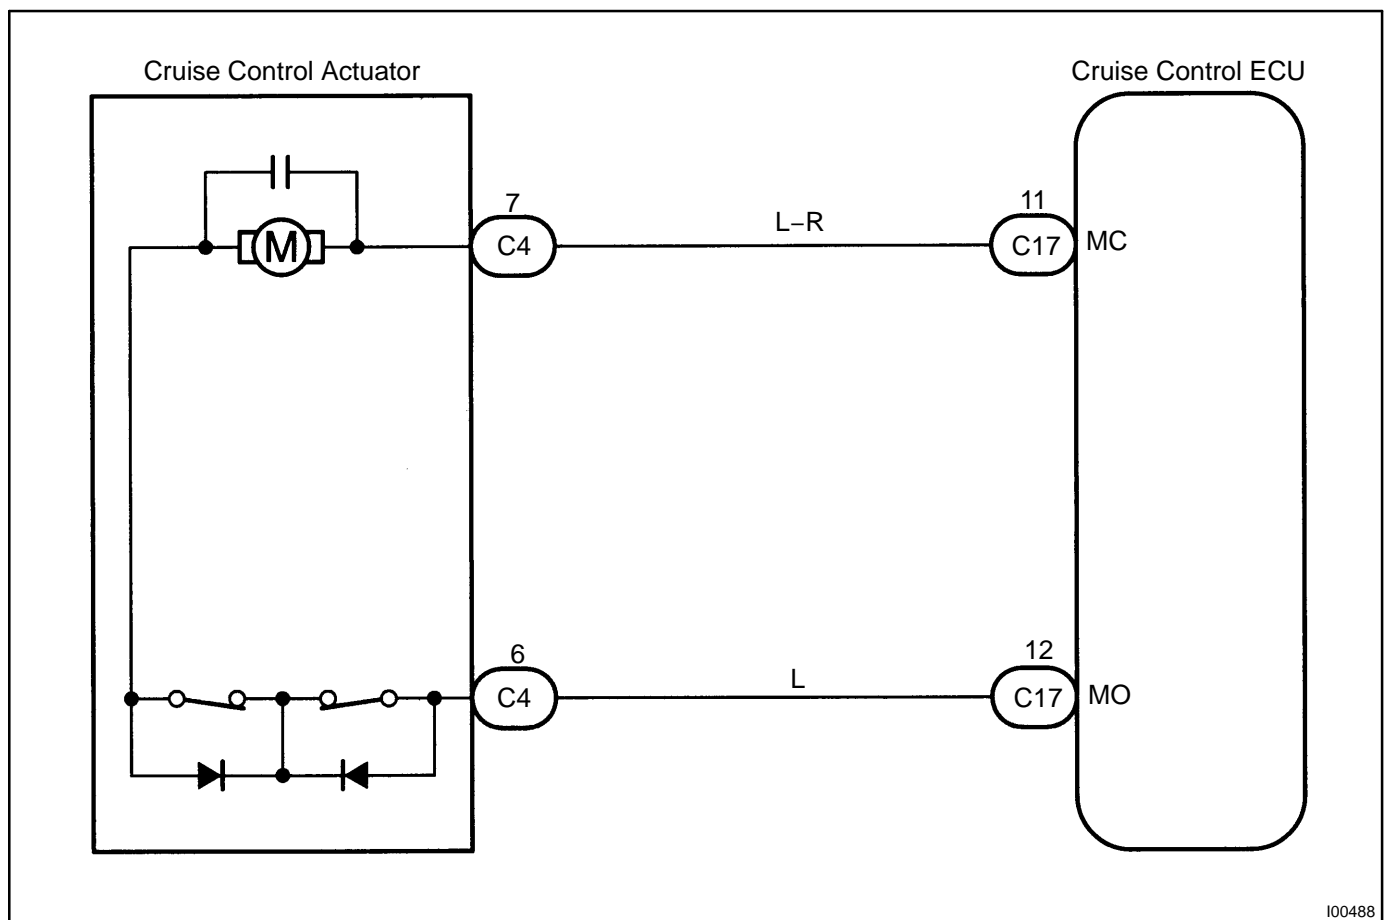 Cruise Control Actuator
Cruise Control ECU
7
C4
L−R
11
C17
MC
M
6
C4
L
12
C17
MO
I00488